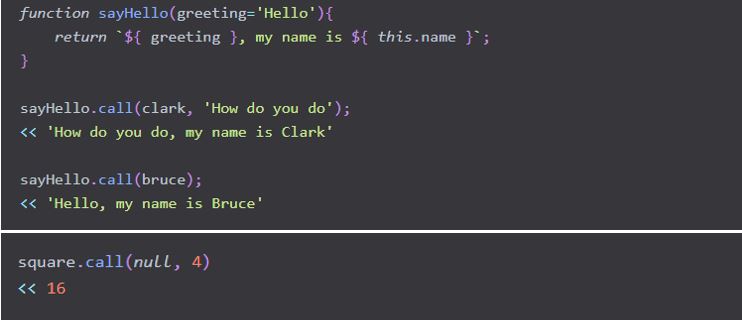 function sayHello(greeting='Hello'){
    return `${ greeting }, my name is ${ this.name }`;
}
sayHello.call(clark, 'How do you do');
<< 'How do you do, my name is Clark'
sayHello.call(bruce);
<< 'Hello, my name is Bruce'
square.call(null, 4)
<< 16